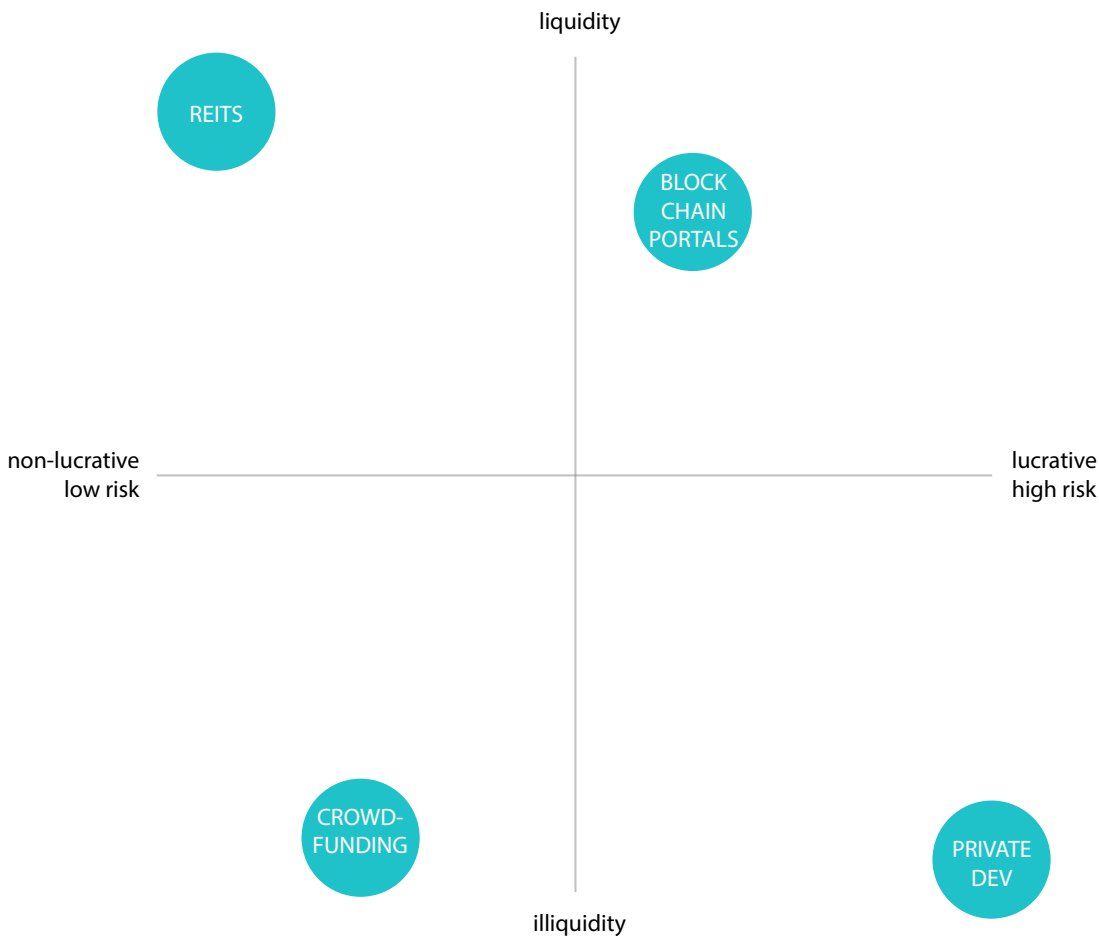 liquidity
REITS
BLOCK
CHAIN
PORTALS
non-lucrative
low risk
lucrative
high risk
CROWD-
FUNDING
PRIVATE
DEV
illiquidity